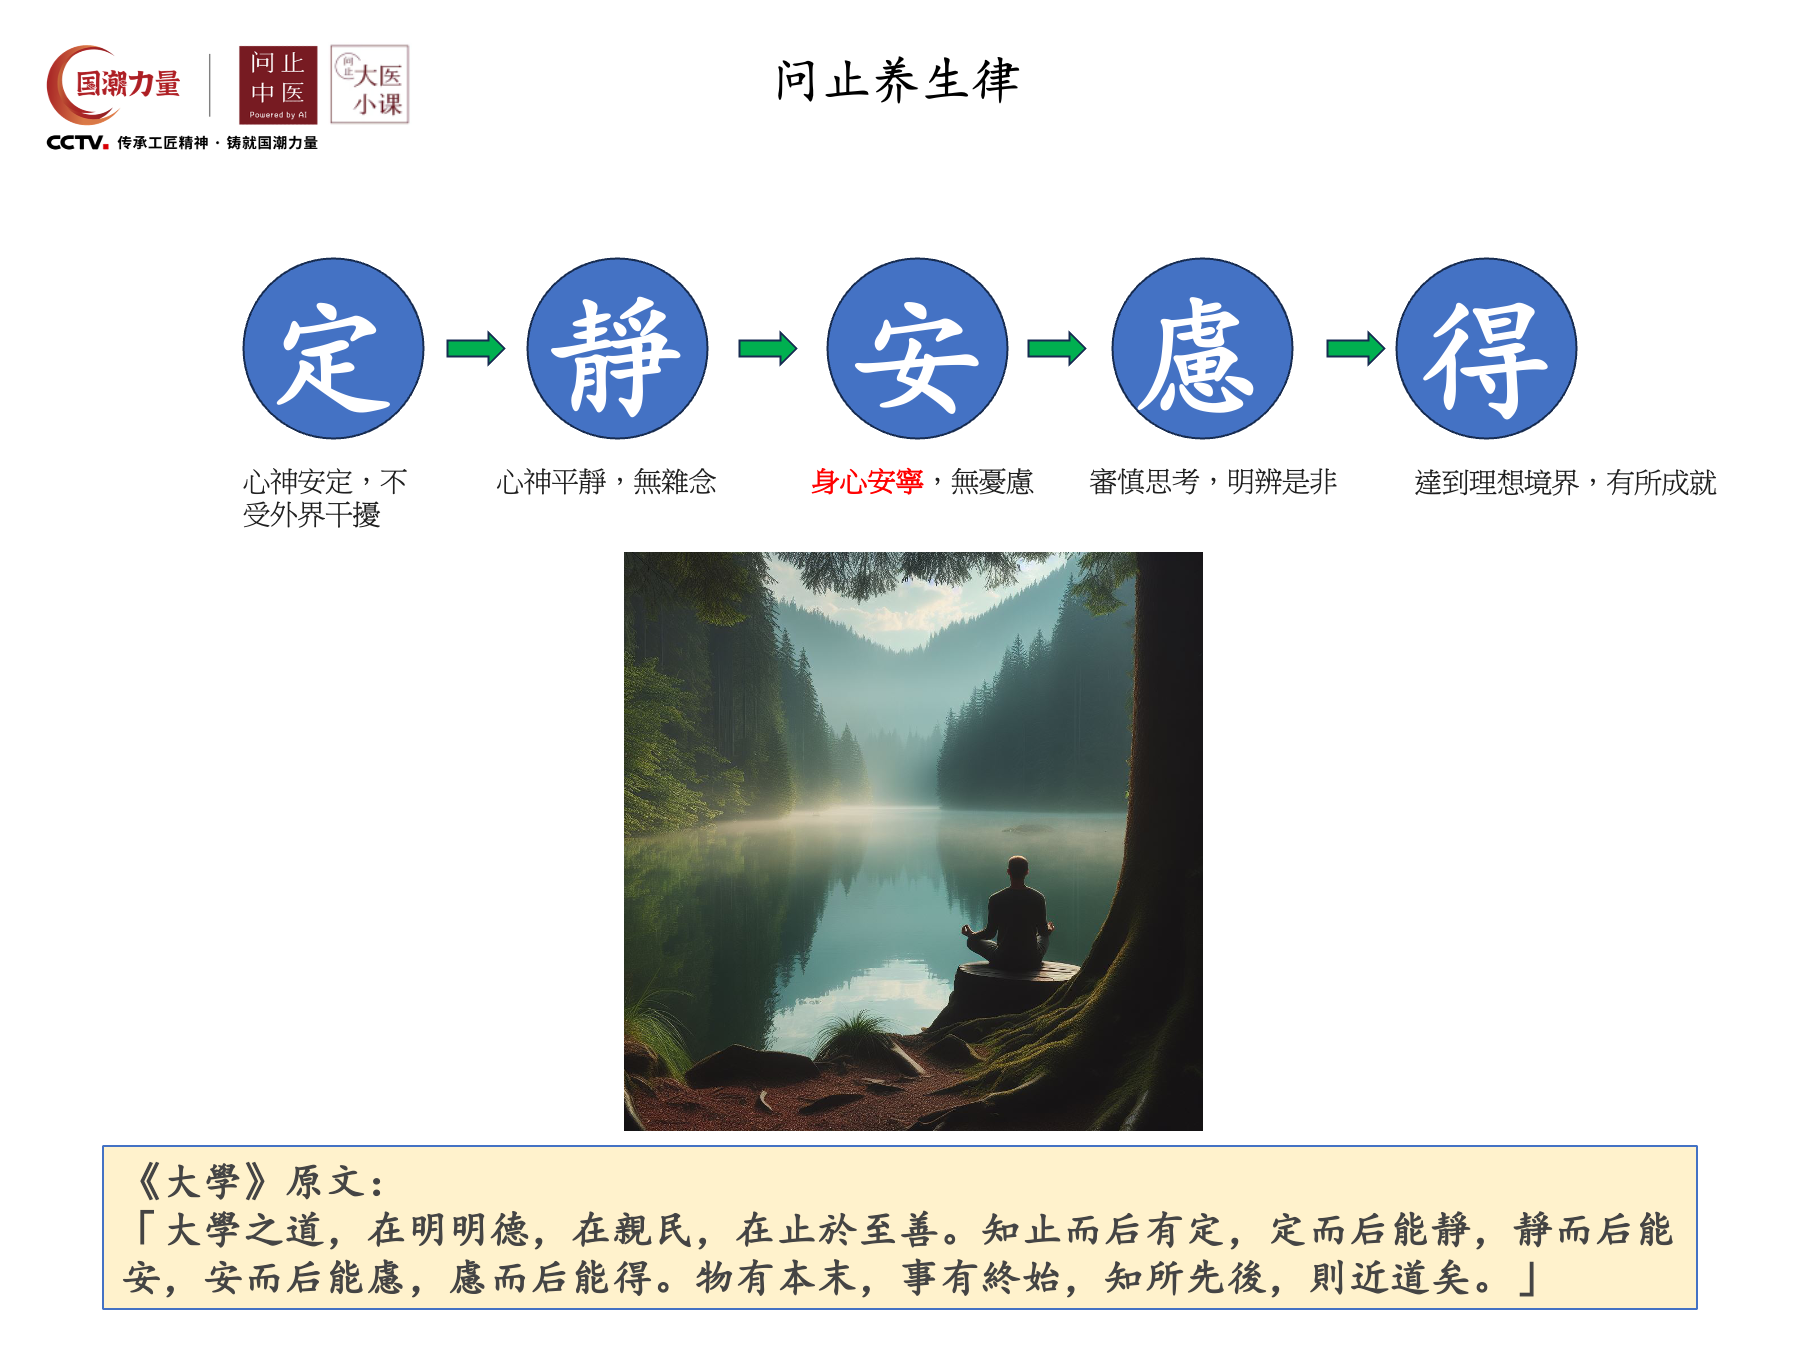 国潮力量
问止
中医
Powered by AI
问止
大医
小课
CCTV. 传承工匠精神·铸就国潮力量
问止养生律
定
靜
安
慮
得
心神安定，不
受外界干擾
心神平靜，無雜念
身心安寧，無憂慮
審慎思考，明辨是非
達到理想境界，有所成就
《大學》原文：
「大學之道，在明明德，在親民，在止於至善。知止而后有定，定而后能靜，靜而后能
安，安而后能慮，慮而后能得。物有本末，事有終始，知所先後，則近道矣。」